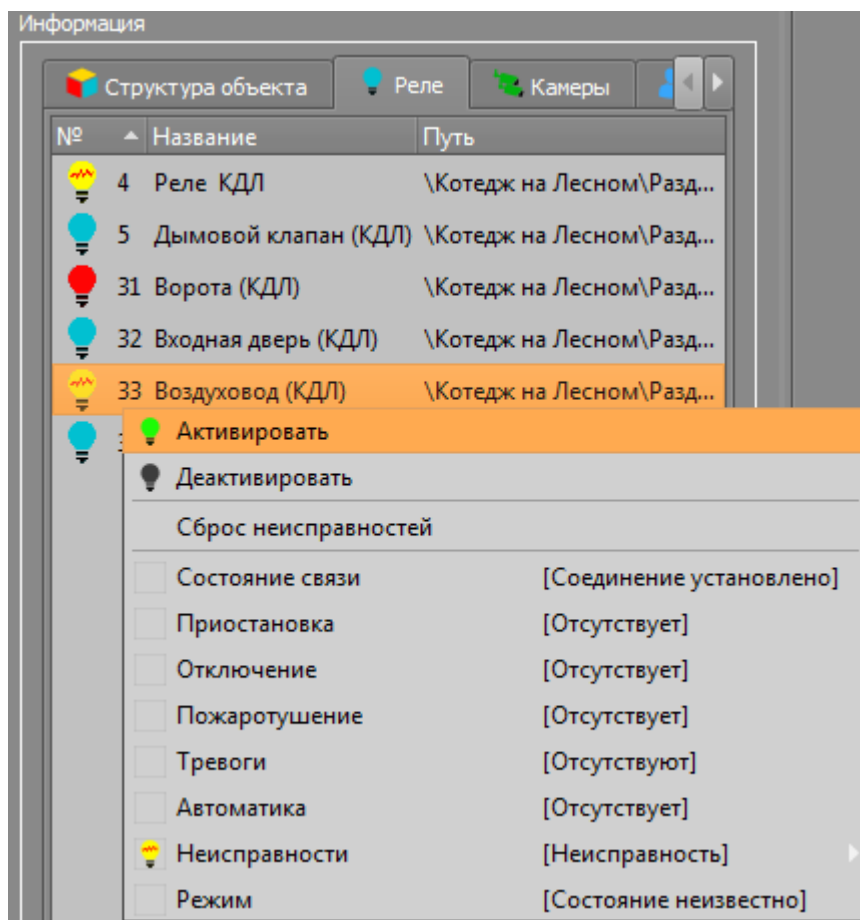 Информация
Структура объекта Реле Камеры
№ Название Путь
4 Реле КДЛ \Котедж на Лесном\Разд...
5 Дымовой клапан (КДЛ) \Котедж на Лесном\Разд...
31 Ворота (КДЛ) \Котедж на Лесном\Разд...
32 Входная дверь (КДЛ) \Котедж на Лесном\Разд...
33 Воздуховод (КДЛ) \Котедж на Лесном\Разд...
Активировать
Деактивировать
Сброс неисправностей
Состояние связи [Соединение установлено]
Приостановка [Отсутствует]
Отключение [Отсутствует]
Пожаротушение [Отсутствует]
Тревоги [Отсутствуют]
Автоматика [Отсутствует]
Неисправности [Неисправность]
Режим [Состояние неизвестно]